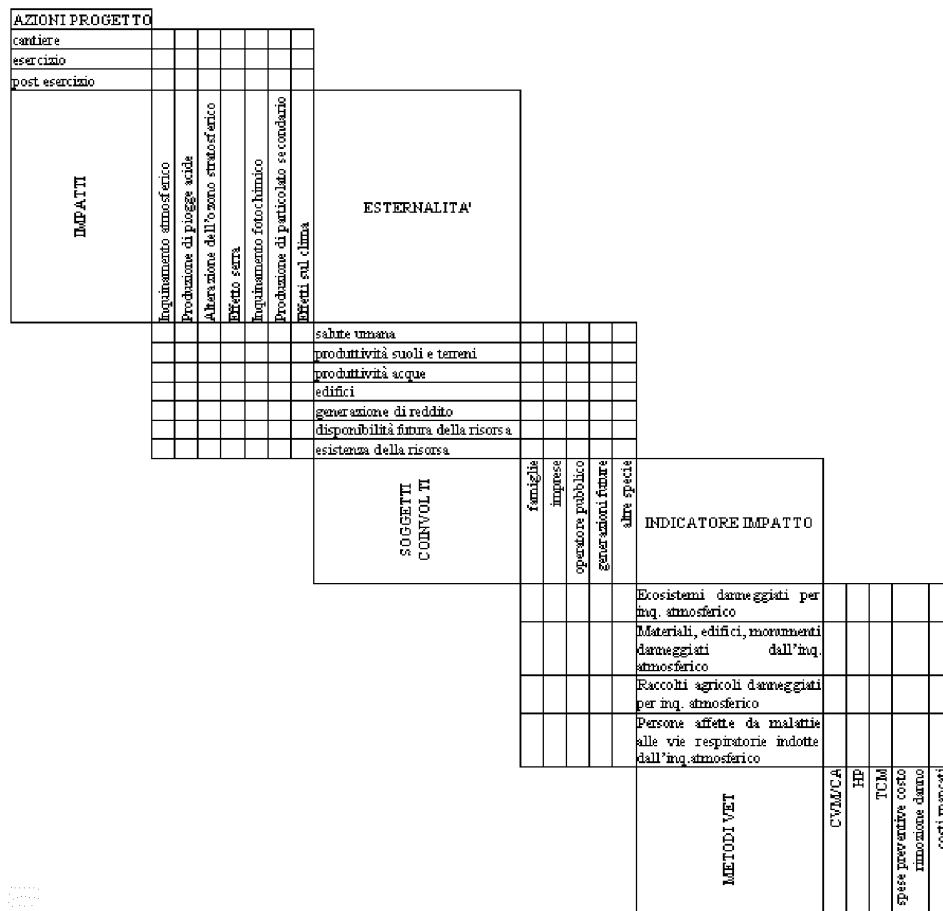 AZIONI PROGETTO
cantiere
esercizio
post esercizio
IMPATTI
Inquinamento atmosferico
Produzione di piogge acide
Alterazione dell'ozono stratosferico
Effetto serra
Inquinamento fotochimico
Produzione di particolato secondario
Effetti sul clima
ESTERNALITA'
salute umana
produttività suoli e terreni
produttività acque
edifici
generazione di reddito
disponibilità futura della risorsa
esistenza della risorsa
SOGGETTI
COINVOLTI
famiglie
imprese
operatore pubblico
generazioni future
altre specie
INDICATORE IMPATTO
Ecosistemi danneggiati per
inq. atmosferico
Materiali, edifici, monumenti
danneggiati dall'inq.
atmosferico
Raccolti agricoli danneggiati
per inq. atmosferico
Persone affette da malattie
alle vie respiratorie indotte
dall'inq.atmosferico
METODI VET
CVM/CA
HP
TCM
spese preventive costo
rimozione danno
costi